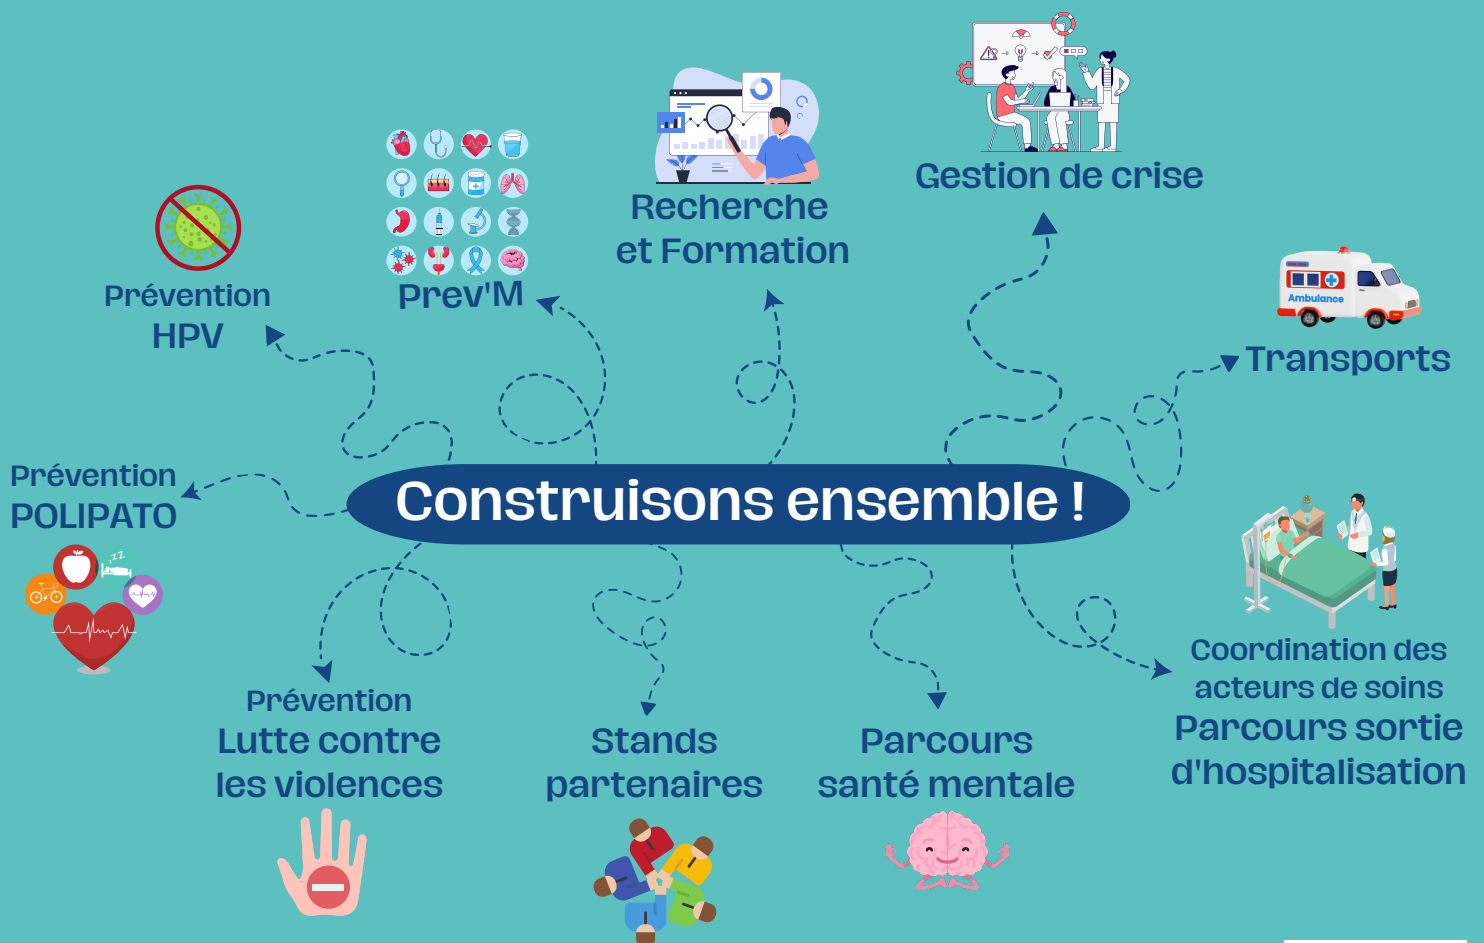 Gestion de crise
Recherche
et Formation
Prev'M
Prévention
HPV
Ambulance
Transports
Prévention
POLIPATO
zZZ
Construisons ensemble !
Coordination des
acteurs de soins
Parcours sortie
d'hospitalisation
Prévention
Lutte contre
les violences
Stands
partenaires
Parcours
santé mentale